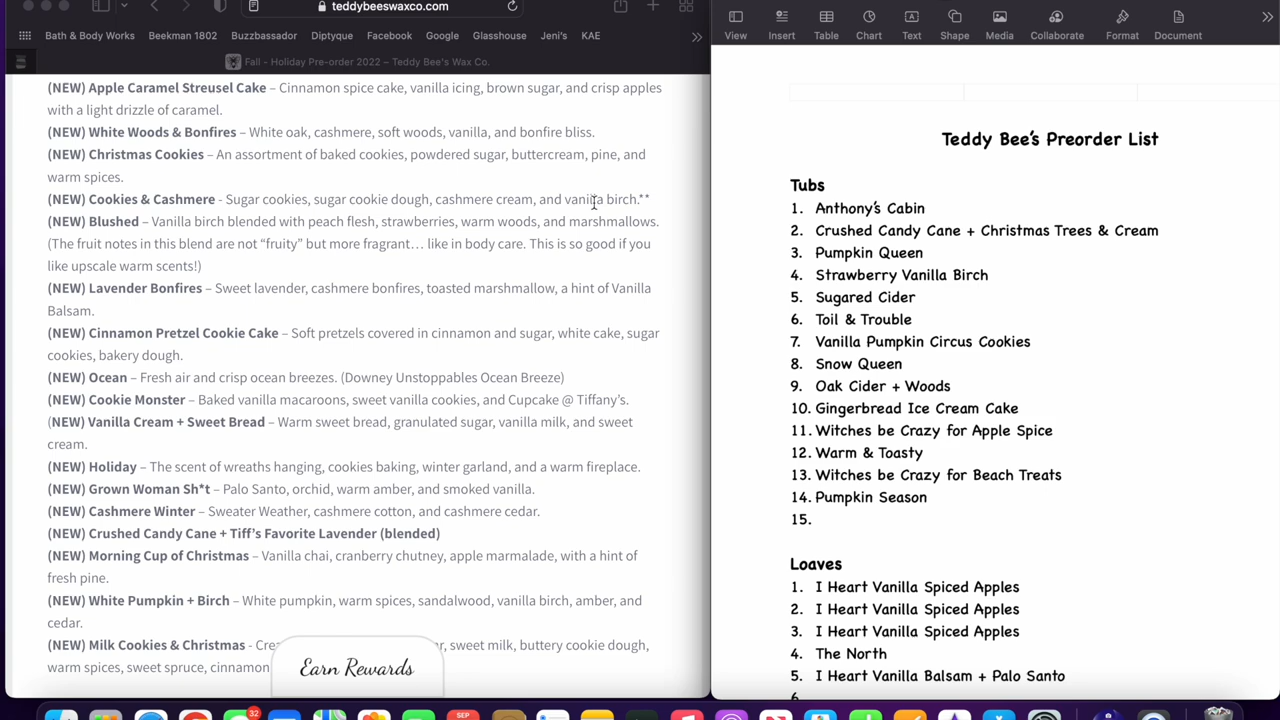 teddybeeswaxco.com
Bath & Body Works Beekman 1802 Buzzbassador Diptyque Facebook Google Glasshouse Jeni's KAE
Fall - Holiday Pre-order 2022 – Teddy Bee's Wax Co.
(NEW) Apple Caramel Streusel Cake – Cinnamon spice cake, vanilla icing, brown sugar, and crisp apples
with a light drizzle of caramel.
(NEW) White Woods & Bonfires – White oak, cashmere, soft woods, vanilla, and bonfire bliss.
(NEW) Christmas Cookies – An assortment of baked cookies, powdered sugar, buttercream, pine, and
warm spices.
(NEW) Cookies & Cashmere - Sugar cookies, sugar cookie dough, cashmere cream, and vanilla birch.**
(NEW) Blushed – Vanilla birch blended with peach flesh, strawberries, warm woods, and marshmallows.
(The fruit notes in this blend are not “fruity” but more fragrant… like in body care. This is so good if you
like upscale warm scents!)
(NEW) Lavender Bonfires – Sweet lavender, cashmere bonfires, toasted marshmallow, a hint of Vanilla
Balsam.
(NEW) Cinnamon Pretzel Cookie Cake – Soft pretzels covered in cinnamon and sugar, white cake, sugar
cookies, bakery dough.
(NEW) Ocean – Fresh air and crisp ocean breezes. (Downey Unstoppables Ocean Breeze)
(NEW) Cookie Monster – Baked vanilla macaroons, sweet vanilla cookies, and Cupcake @ Tiffany’s.
(NEW) Vanilla Cream + Sweet Bread – Warm sweet bread, granulated sugar, vanilla milk, and sweet
cream.
(NEW) Holiday – The scent of wreaths hanging, cookies baking, winter garland, and a warm fireplace.
(NEW) Grown Woman Sh*t – Palo Santo, orchid, warm amber, and smoked vanilla.
(NEW) Cashmere Winter – Sweater Weather, cashmere cotton, and cashmere cedar.
(NEW) Crushed Candy Cane + Tiff’s Favorite Lavender (blended)
(NEW) Morning Cup of Christmas – Vanilla chai, cranberry chutney, apple marmalade, with a hint of
fresh pine.
(NEW) White Pumpkin + Birch – White pumpkin, warm spices, sandalwood, vanilla birch, amber, and
cedar.
(NEW) Milk Cookies & Christmas - sweet milk, buttery cookie dough,
warm spices, sweet spruce, cinnamon
Earn Rewards
View Insert Table Chart Text Shape Media Collaborate Format Document
Teddy Bee's Preorder List
Tubs
1. Anthony's Cabin
2. Crushed Candy Cane + Christmas Trees & Cream
3. Pumpkin Queen
4. Strawberry Vanilla Birch
5. Sugared Cider
6. Toil & Trouble
7. Vanilla Pumpkin Circus Cookies
8. Snow Queen
9. Oak Cider + Woods
10. Gingerbread Ice Cream Cake
11. Witches be Crazy for Apple Spice
12. Warm & Toasty
13. Witches be Crazy for Beach Treats
14. Pumpkin Season
15.
Loaves
1. I Heart Vanilla Spiced Apples
2. I Heart Vanilla Spiced Apples
3. I Heart Vanilla Spiced Apples
4. The North
5. I Heart Vanilla Balsam + Palo Santo
32
SEP